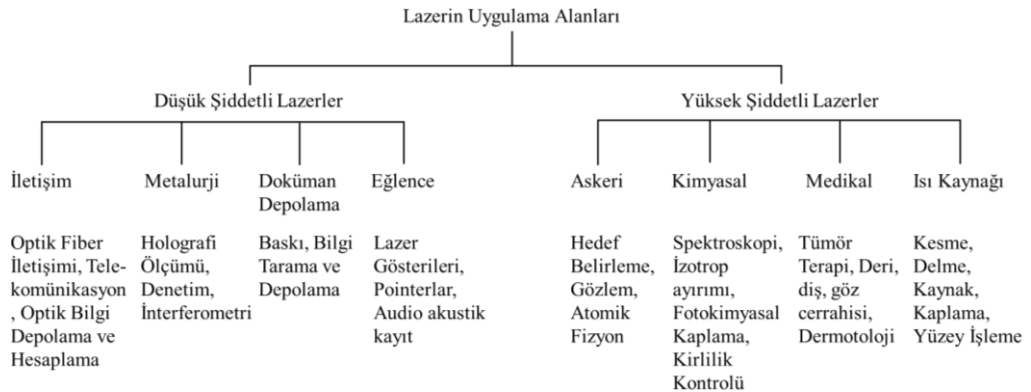 Lazerin Uygulama Alanları
Düşük Şiddetli Lazerler
Yüksek Şiddetli Lazerler
İletişim
Metalurji
Doküman
Depolama
Eğlence
Askeri
Kimyasal
Medikal
Isı Kaynağı
Optik Fiber
İletişimi, Tele-
komünikasyon
, Optik Bilgi
Depolama ve
Hesaplama
Holografi
Ölçümü,
Denetim,
İnterferometri
Baskı, Bilgi
Tarama ve
Depolama
Lazer
Gösterileri,
Pointerlar,
Audio akustik
kayıt
Hedef
Belirleme,
Gözlem,
Atomik
Fizyon
Spektroskopi,
İzotrop
ayırımı,
Fotokimyasal
Kaplama,
Kirlilik
Kontrolü
Tümör
Terapi, Deri,
diş, göz
cerrahisi,
Dermotoloji
Kesme,
Delme,
Kaynak,
Kaplama,
Yüzey İşleme